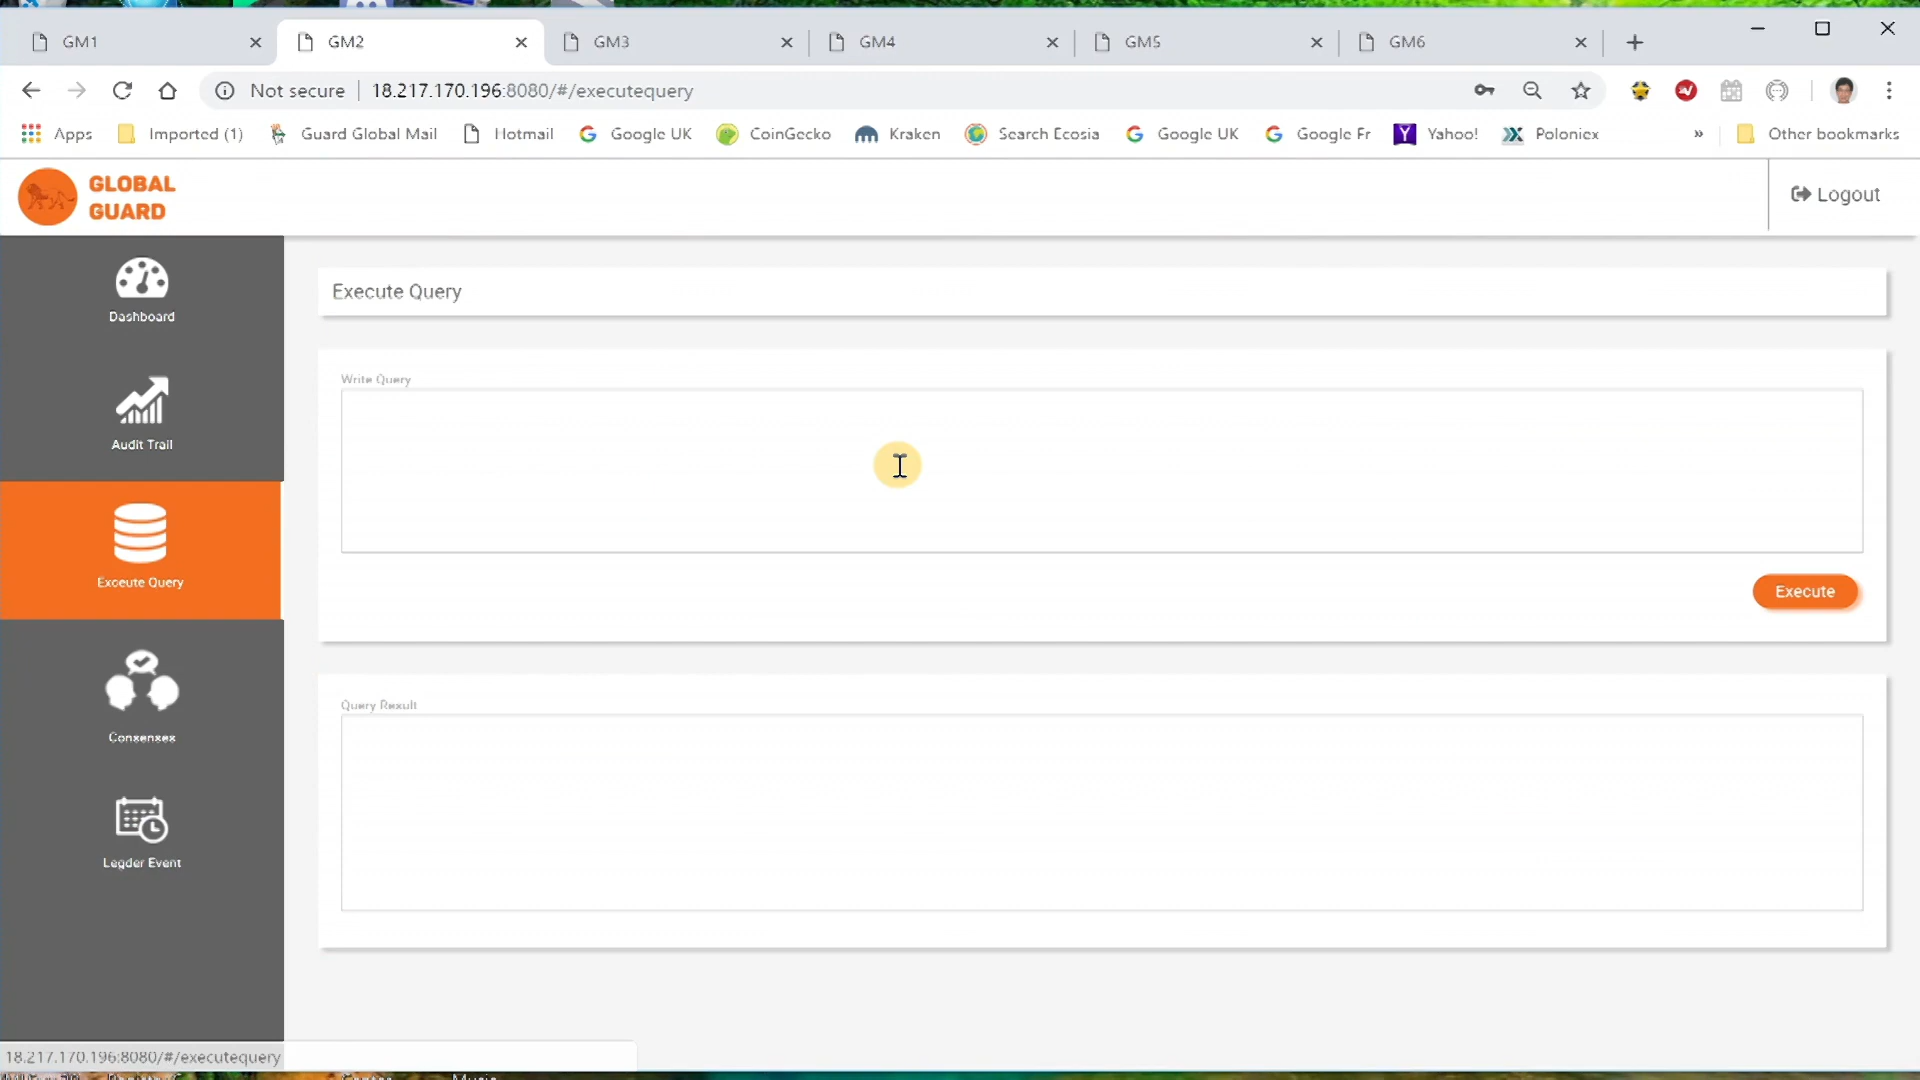 GM1
GM2
GM3
GM4
GM5
GM6
Not secure
18.217.170.196:8080/#/executequery
Apps
Imported (1)
Guard Global Mail
Hotmail
Google UK
CoinGecko
Kraken
Search Ecosia
Google UK
Google Fr
Yahoo!
Poloniex
»
Other bookmarks
GLOBAL
GUARD
Logout
Dashboard
Audit Trail
Exceute Query
Consenses
Legder Event
Execute Query
Write Query
Execute
Query Result
18.217.170.196:8080/#/executequery